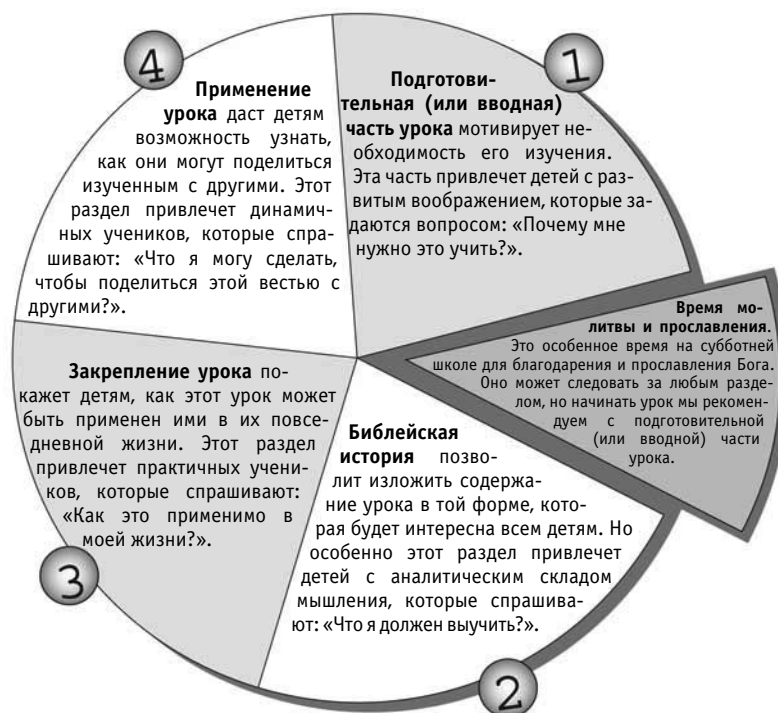 1
Подготови-
тельная (или вводная)
часть урока мотивирует не-
обходимость его изучения.
Эта часть привлечет детей с раз-
витым воображением, которые за-
даются вопросом: «Почему мне
нужно это учить?».
Время мо-
литвы и прославления.
Это особенное время на субботней
школе для благодарения и прославления Бога.
Оно может следовать за любым разде-
лом, но начинать урок мы рекомен-
дуем с подготовительной
(или вводной) части
урока.
2
Библейская
история позво-
лит изложить содержа-
ние урока в той форме, кото-
рая будет интересна всем детям. Но
особенно этот раздел привлечет
детей с аналитическим складом
мышления, которые спрашива-
ют: «Что я должен выучить?».
3
Закрепление урока по-
кажет детям, как этот урок может
быть применен ими в их повсе-
дневной жизни. Этот раздел
привлечет практичных учени-
ков, которые спрашивают:
«Как это применимо в
моей жизни?».
4
Применение
урока даст детям
возможность узнать,
как они могут поделиться
изученным с другими. Этот
раздел привлечет динамич-
ных учеников, которые спра-
шивают: «Что я могу сделать,
чтобы поделиться этой вестью с
другими?».